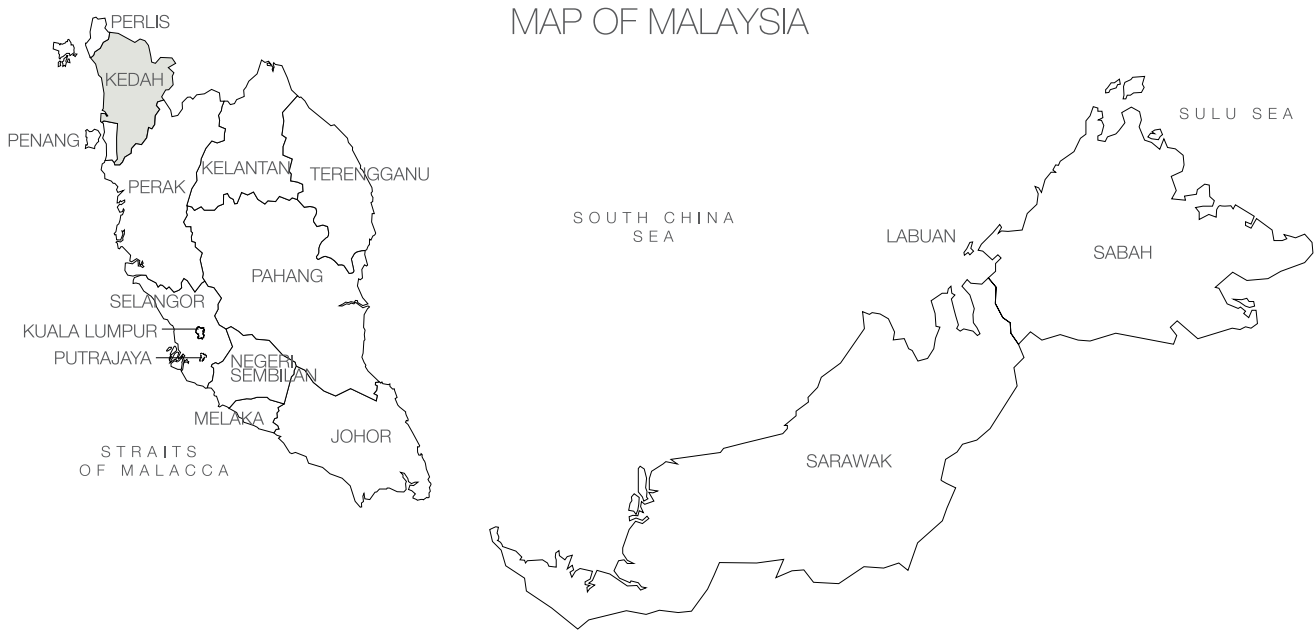 MAP OF MALAYSIA
PERLIS
KEDAH
PENANG
PERAK
KELANTAN
TERENGGANU
PAHANG
SELANGOR
KUALA LUMPUR
PUTRAJAYA
NEGERI
SEMBILAN
MELAKA
JOHOR
STRAITS
OF MALACCA
SOUTH CHINA
SEA
SULU SEA
LABUAN
SABAH
SARAWAK